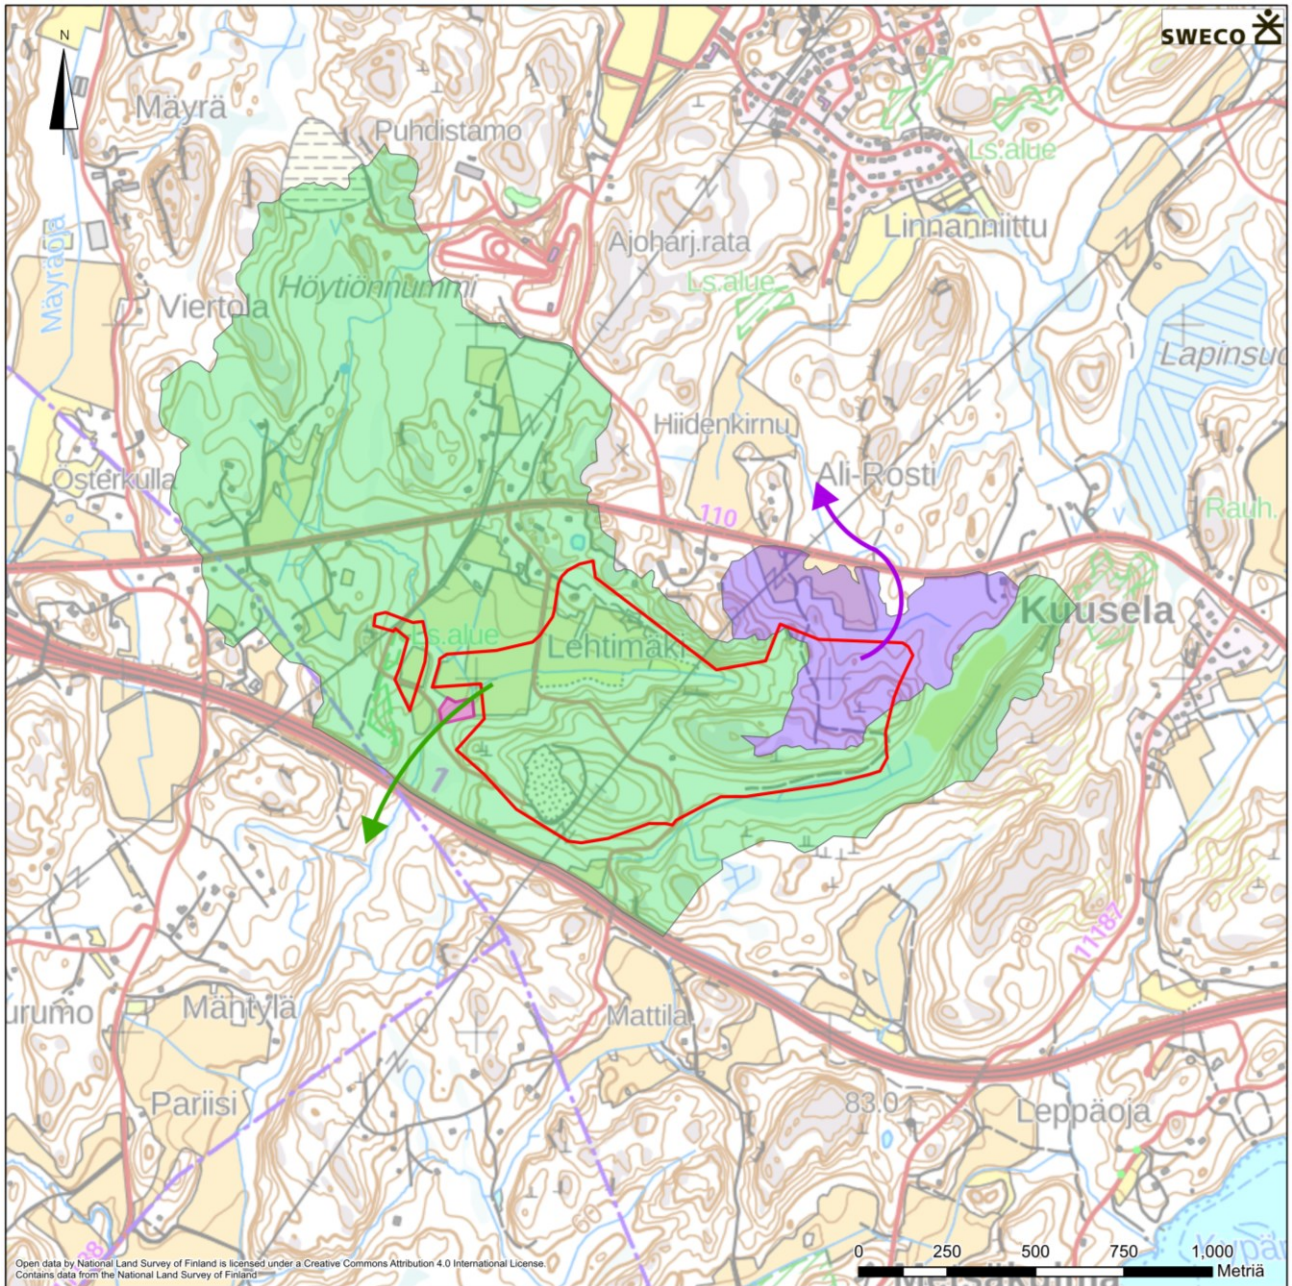 SWECO
N
Mäyrä
Puhdistamo
Ls.alue
Linnanniittu
Ajoharj.rata
Mäyräoja
Höytiönnummi
Ls.alue
Viertola
Lapinsuo
Hiidenkirnu
Österkulla
Ali-Rosti
Rauh.
110
Kuusela
Ls.alue
Lehtimäki
1
80
11187
urumo
Mäntylä
Mattila
Pariisi
83.0
Leppäoja
60
Open data by National Land Survey of Finland is licensed under a Creative Commons Attribution 4.0 International License.
Contains data from the National Land Survey of Finland
0 250 500 750 1,000
Metriä